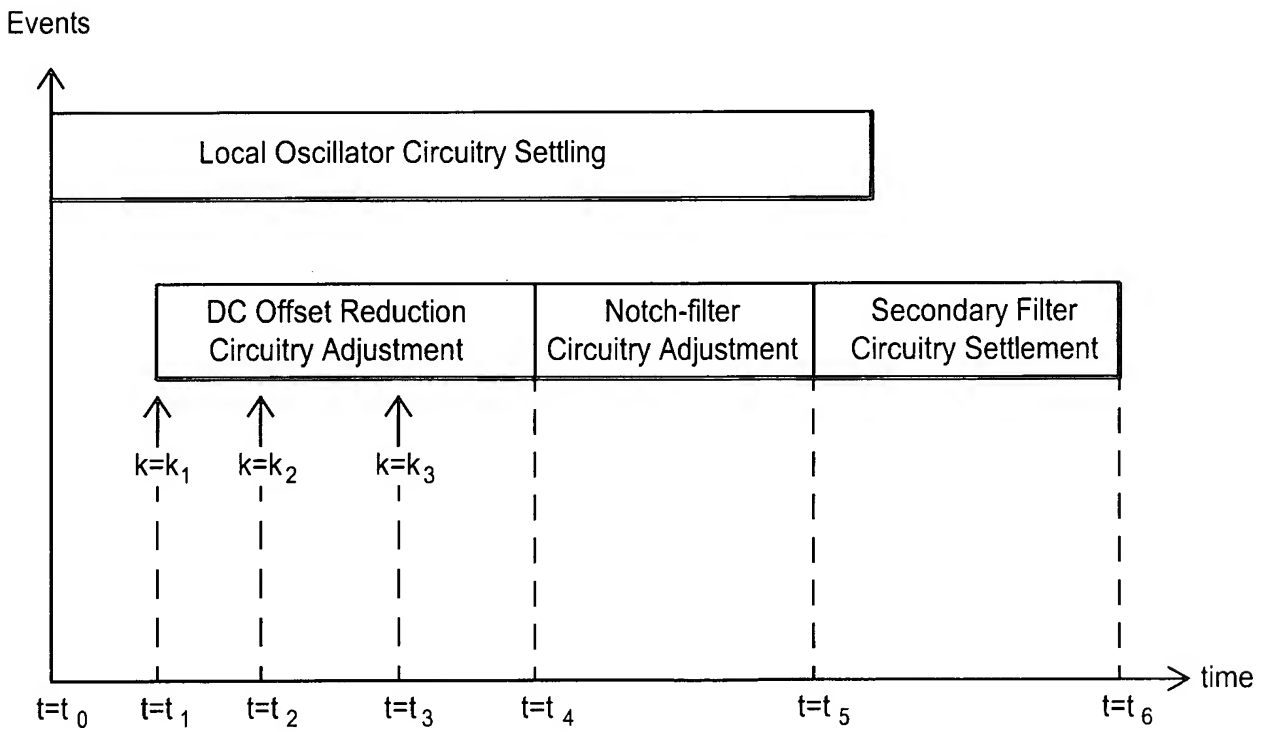 Events
Local Oscillator Circuitry Settling
DC Offset Reduction
Circuitry Adjustment
Notch-filter
Circuitry Adjustment
Secondary Filter
Circuitry Settlement
k=k₁
k=k₂
k=k₃
time
t=t₀
t=t₁
t=t₂
t=t₃
t=t₄
t=t₅
t=t₆